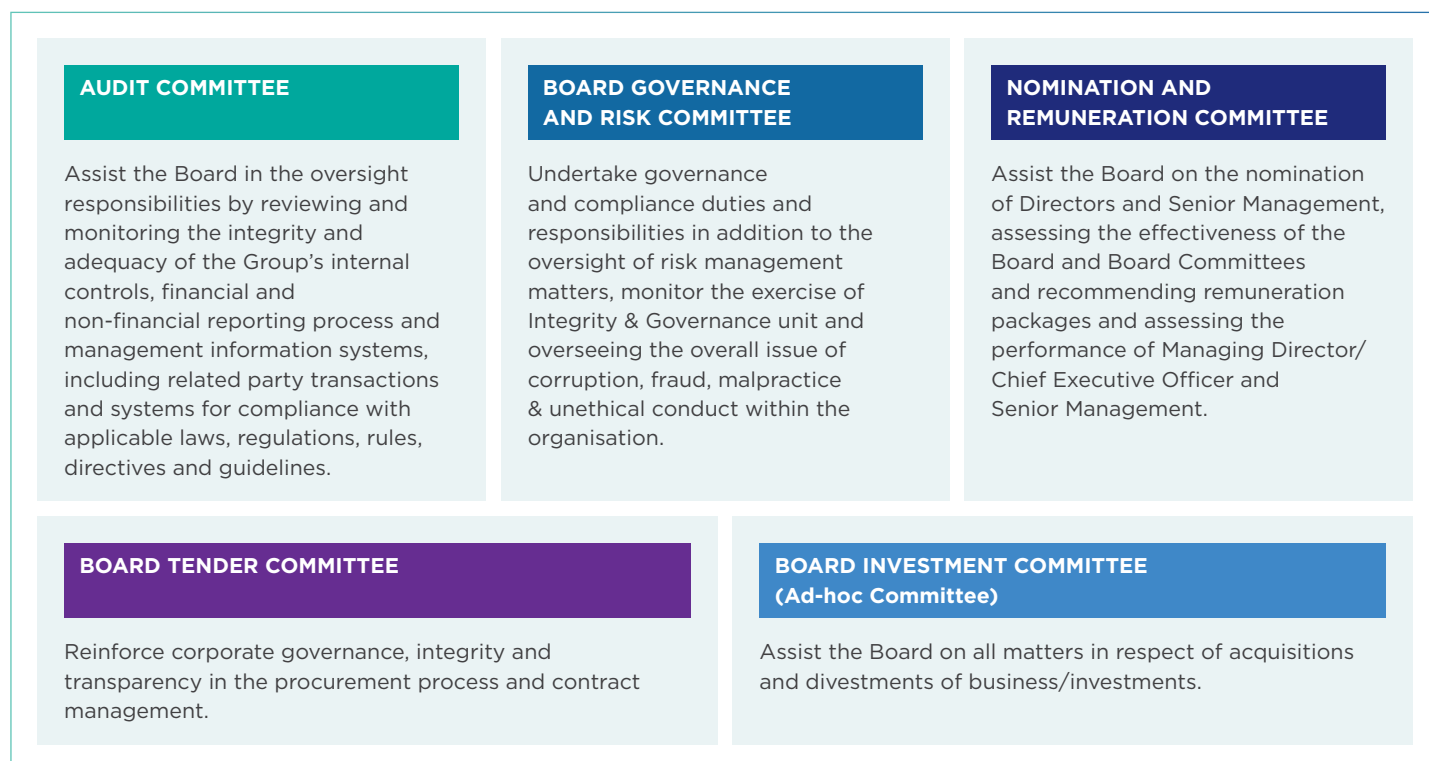 AUDIT COMMITTEE
Assist the Board in the oversight
responsibilities by reviewing and
monitoring the integrity and
adequacy of the Group's internal
controls, financial and
non-financial reporting process and
management information systems,
including related party transactions
and systems for compliance with
applicable laws, regulations, rules,
directives and guidelines.
BOARD GOVERNANCE
AND RISK COMMITTEE
Undertake governance
and compliance duties and
responsibilities in addition to the
oversight of risk management
matters, monitor the exercise of
Integrity & Governance unit and
overseeing the overall issue of
corruption, fraud, malpractice
& unethical conduct within the
organisation.
NOMINATION AND
REMUNERATION COMMITTEE
Assist the Board on the nomination
of Directors and Senior Management,
assessing the effectiveness of the
Board and Board Committees
and recommending remuneration
packages and assessing the
performance of Managing Director/
Chief Executive Officer and
Senior Management.
BOARD TENDER COMMITTEE
Reinforce corporate governance, integrity and
transparency in the procurement process and contract
management.
BOARD INVESTMENT COMMITTEE
(Ad-hoc Committee)
Assist the Board on all matters in respect of acquisitions
and divestments of business/investments.